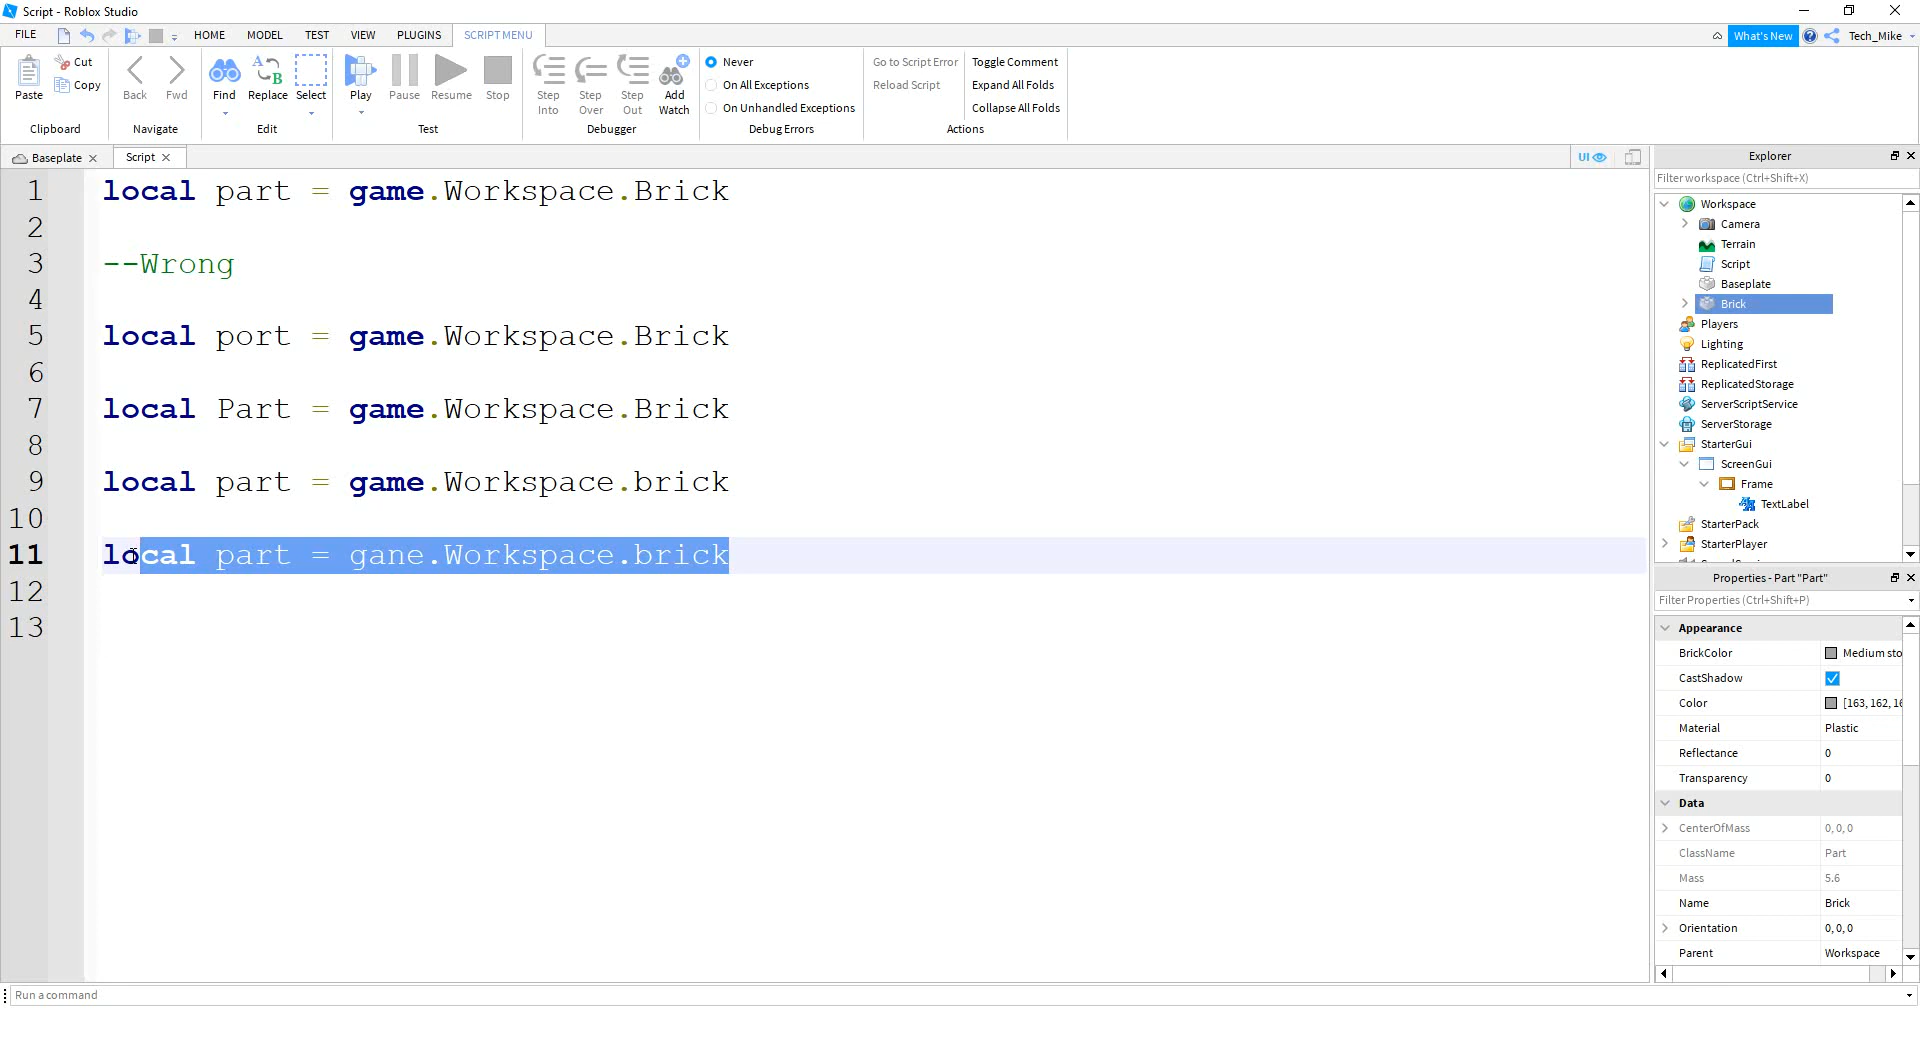 Script - Roblox Studio
FILE HOME MODEL TEST VIEW PLUGINS SCRIPT MENU What's New Tech_Mike
Paste Cut Copy Clipboard
Back Fwd Navigate
Find Replace Select Edit
Play Pause Resume Stop Test
Step Into Step Over Step Out Add Watch Debugger
Never
On All Exceptions
On Unhandled Exceptions
Debug Errors
Go to Script Error
Reload Script
Toggle Comment
Expand All Folds
Collapse All Folds
Actions
Baseplate Script UI
1 local part = game.Workspace.Brick
2
3 --Wrong
4
5 local port = game.Workspace.Brick
6
7 local Part = game.Workspace.Brick
8
9 local part = game.Workspace.brick
10
11 local part = gane.Workspace.brick
12
13
Explorer
Filter workspace (Ctrl+Shift+X)
Workspace
Camera
Terrain
Script
Baseplate
Brick
Players
Lighting
ReplicatedFirst
ReplicatedStorage
ServerScriptService
ServerStorage
StarterGui
ScreenGui
Frame
TextLabel
StarterPack
StarterPlayer
Properties - Part "Part"
Filter Properties (Ctrl+Shift+P)
Appearance
BrickColor Medium sto
CastShadow
Color [163, 162, 16
Material Plastic
Reflectance 0
Transparency 0
Data
CenterOfMass 0, 0, 0
ClassName Part
Mass 5.6
Name Brick
Orientation 0, 0, 0
Parent Workspace
Run a command